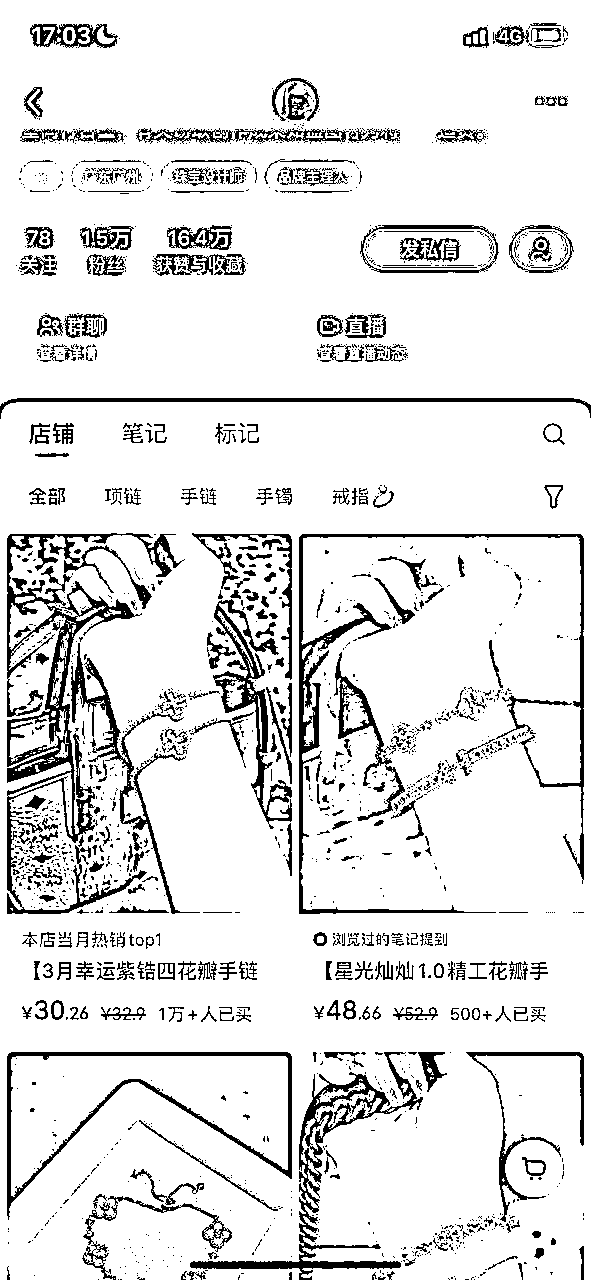 17:03
4G
广东广州 珠宝设计师 品牌主理人
78 1.5万 16.4万
关注 粉丝 获赞与收藏
发私信
群聊 直播
查看详情 查看直播动态
店铺 笔记 标记
全部 项链 手链 手镯 戒指
本店当月热销top1
【3月幸运紫锆四花瓣手链
¥30.26 ¥32.9 1万+人已买
浏览过的笔记提到
【星光灿灿1.0精工花瓣手
¥48.66 ¥52.9 500+人已买